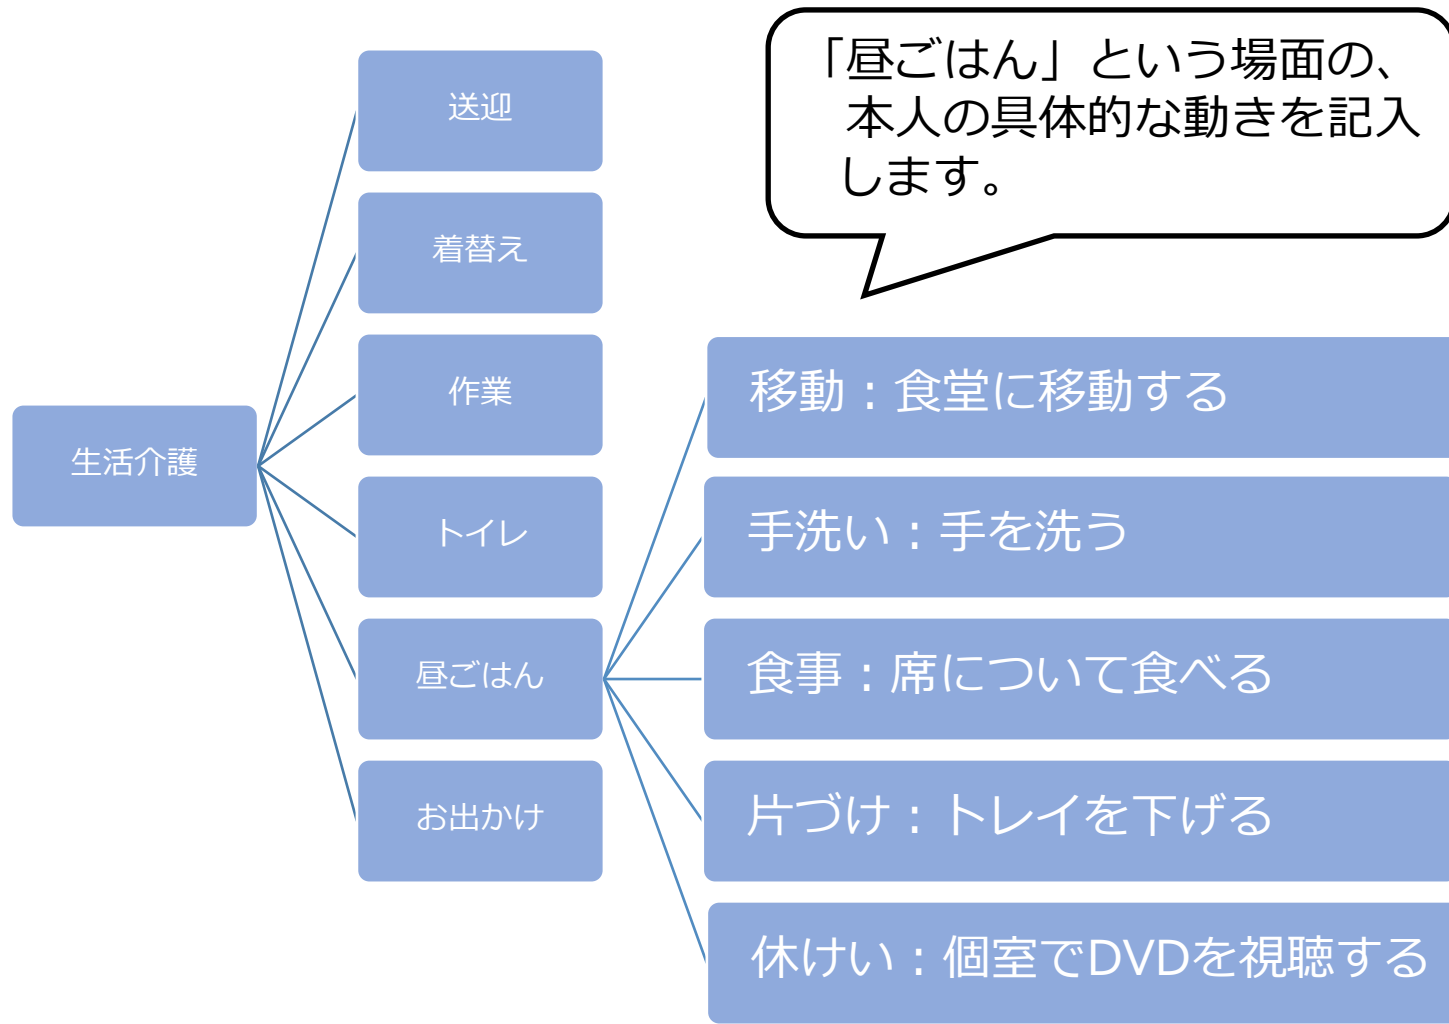 「昼ごはん」という場面の、
本人の具体的な動きを記入
します。
生活介護
送迎
着替え
作業
トイレ
昼ごはん
お出かけ
移動：食堂に移動する
手洗い：手を洗う
食事：席について食べる
片づけ：トレイを下げる
休けい：個室でDVDを視聴する